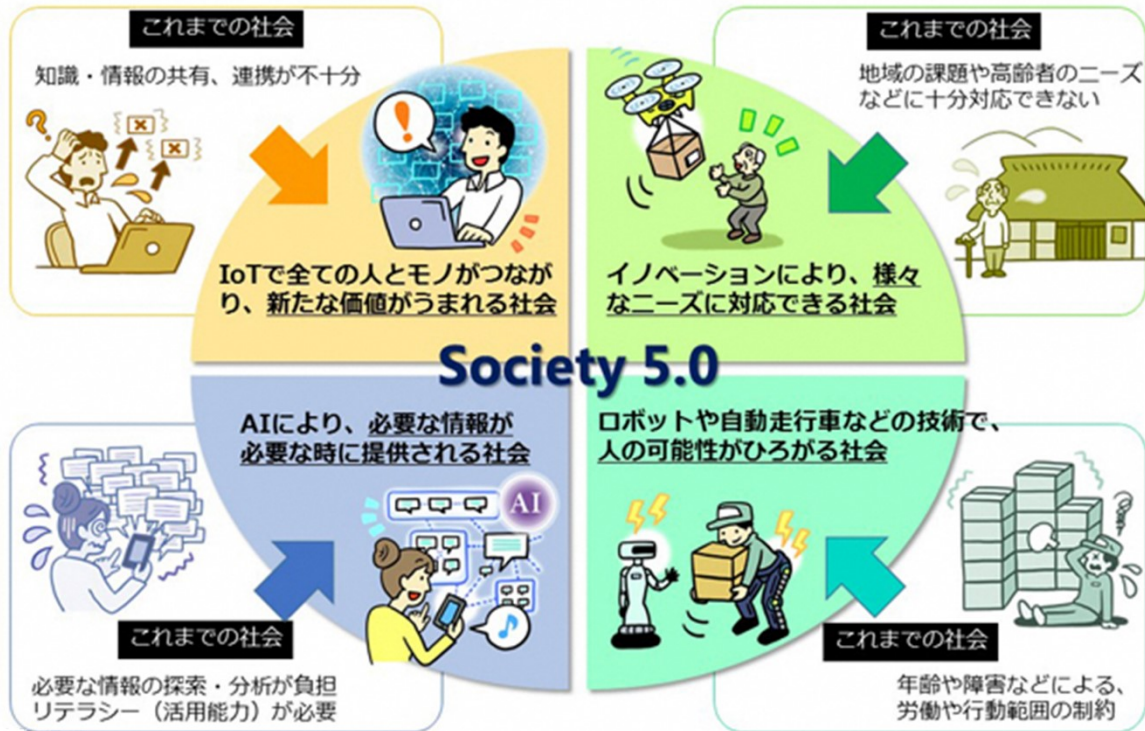 これまでの社会
知識・情報の共有、連携が不十分
IoTで全ての人とモノがつなが
り、新たな価値がうまれる社会
これまでの社会
地域の課題や高齢者のニーズ
などに十分対応できない
イノベーションにより、様々
なニーズに対応できる社会
Society 5.0
AIにより、必要な情報が
必要な時に提供される社会
AI
これまでの社会
必要な情報の探索・分析が負担
リテラシー（活用能力）が必要
ロボットや自動走行車などの技術で、
人の可能性がひろがる社会
これまでの社会
年齢や障害などによる、
労働や行動範囲の制約